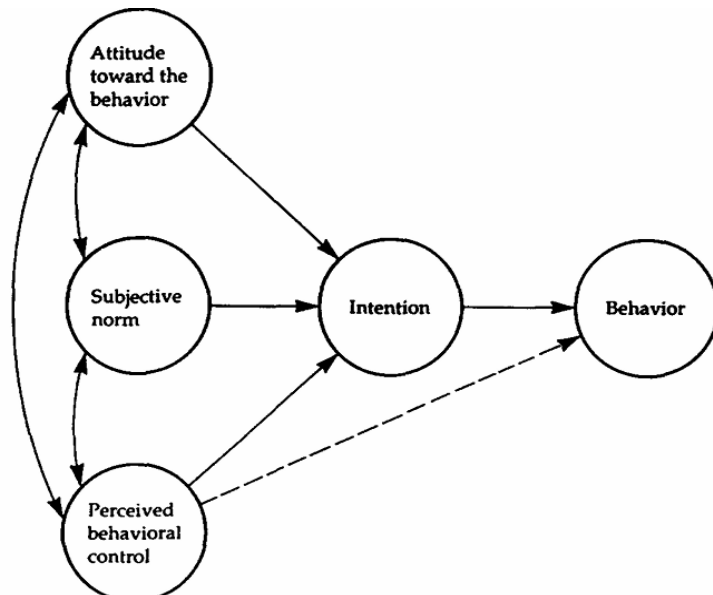 Attitude
toward the
behavior
Subjective
norm
Intention
Behavior
Perceived
behavioral
control